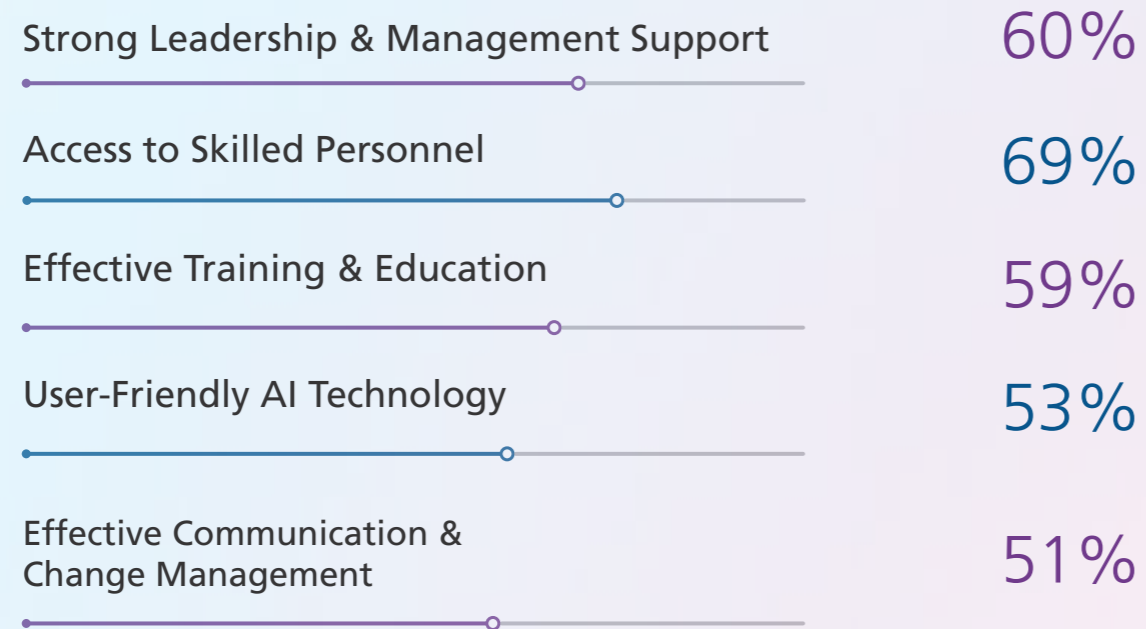 Strong Leadership & Management Support
60%
Access to Skilled Personnel
69%
Effective Training & Education
59%
User-Friendly AI Technology
53%
Effective Communication &
Change Management
51%